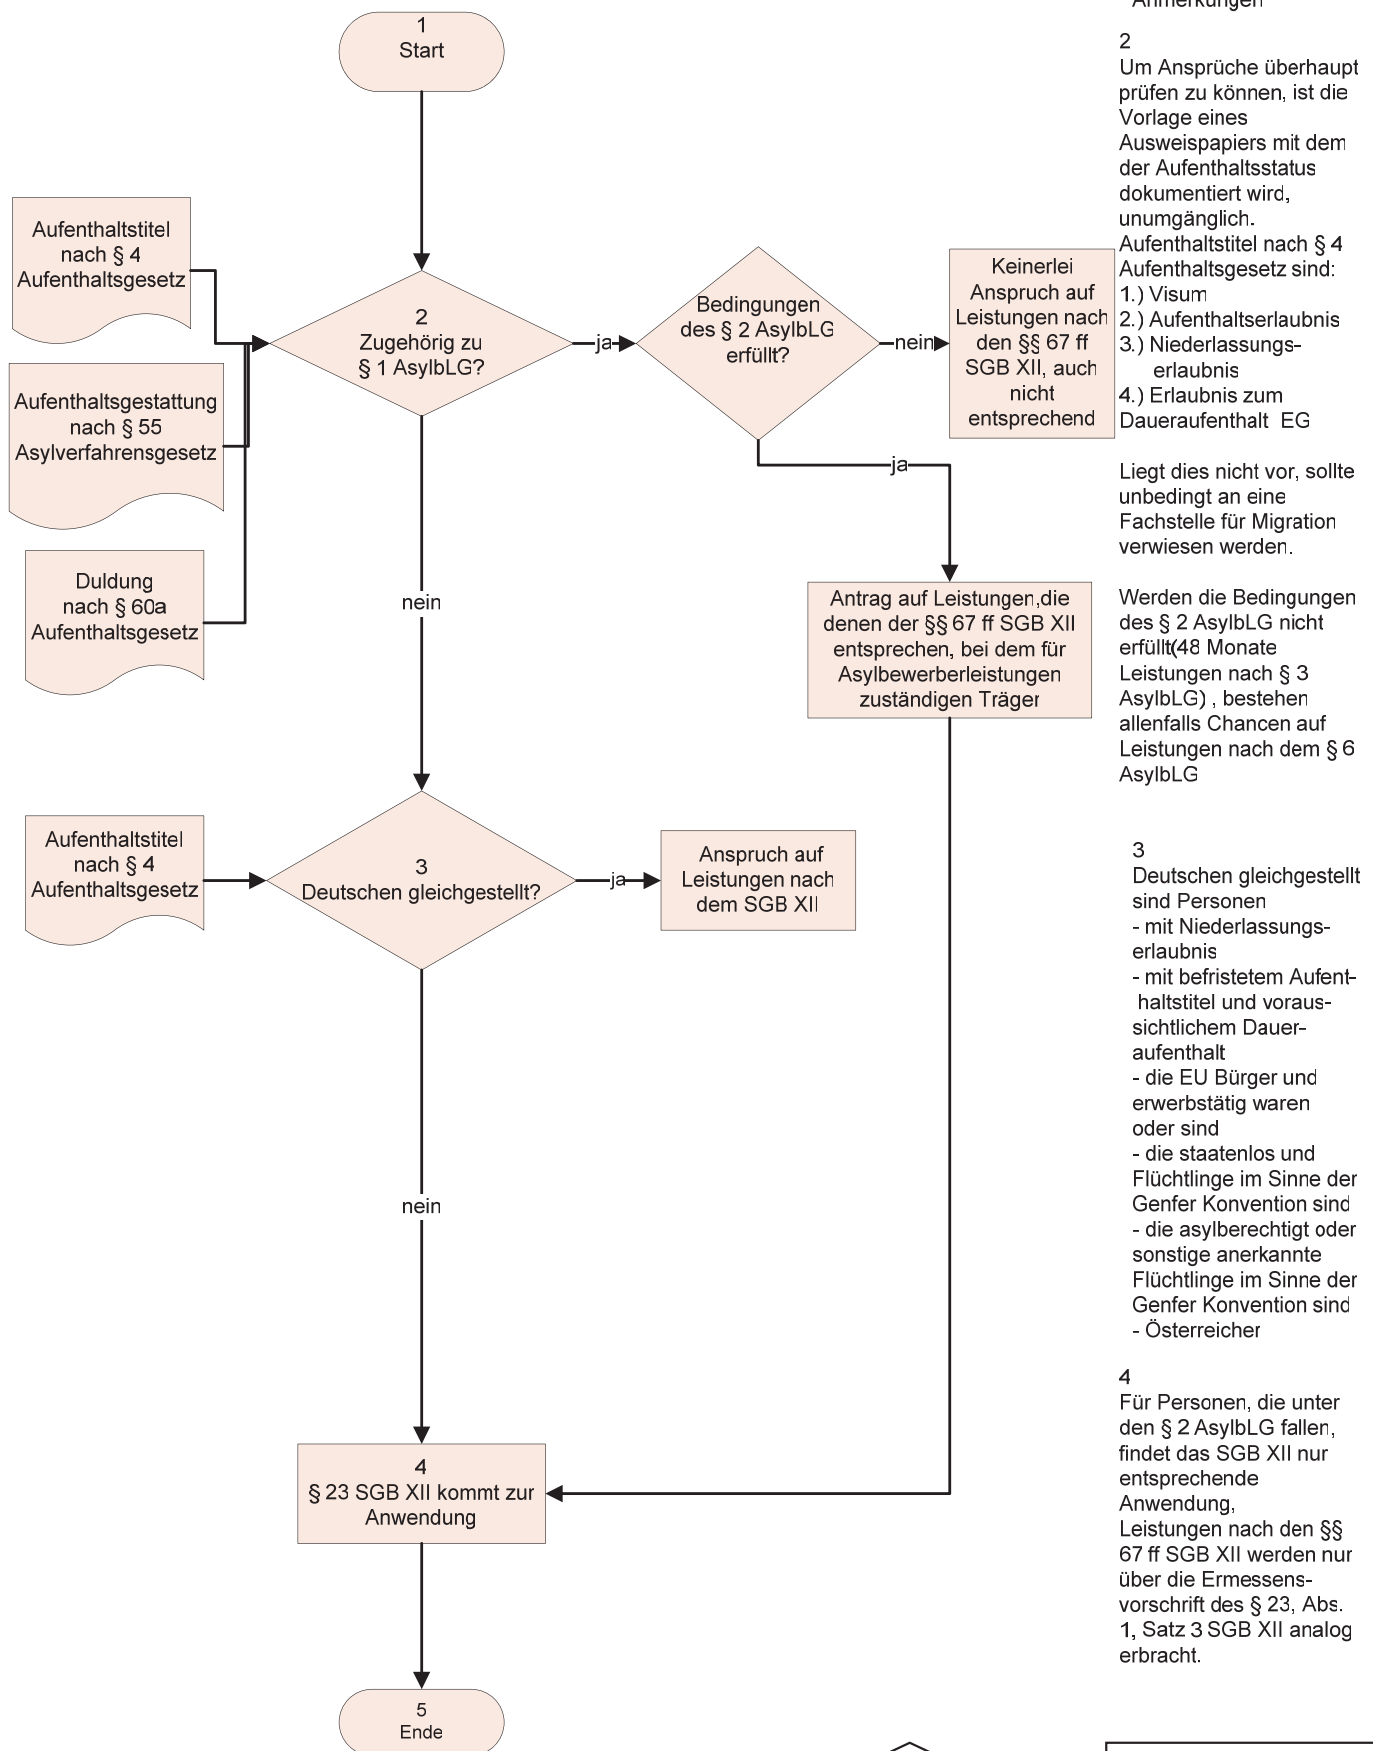 1
Start
Aufenthaltstitel
nach § 4
Aufenthaltsgesetz
Aufenthaltsgestattung
nach § 55
Asylverfahrensgesetz
Duldung
nach § 60a
Aufenthaltsgesetz
2
Zugehörig zu
§ 1 AsylbLG?
ja
Bedingungen
des § 2 AsylbLG
erfüllt?
nein
Keinerlei
Anspruch auf
Leistungen nach
den §§ 67 ff
SGB XII, auch
nicht
entsprechend
ja
Antrag auf Leistungen,die
denen der §§ 67 ff SGB XII
entsprechen, bei dem für
Asylbewerberleistungen
zuständigen Träger
nein
Aufenthaltstitel
nach § 4
Aufenthaltsgesetz
3
Deutschen gleichgestellt?
ja
Anspruch auf
Leistungen nach
dem SGB XII
nein
4
§ 23 SGB XII kommt zur
Anwendung
5
Ende
Anmerkungen
2
Um Ansprüche überhaupt
prüfen zu können, ist die
Vorlage eines
Ausweispapiers mit dem
der Aufenthaltsstatus
dokumentiert wird,
unumgänglich.
Aufenthaltstitel nach § 4
Aufenthaltsgesetz sind:
1.) Visum
2.) Aufenthaltserlaubnis
3.) Niederlassungs-
erlaubnis
4.) Erlaubnis zum
Daueraufenthalt EG
Liegt dies nicht vor, sollte
unbedingt an eine
Fachstelle für Migration
verwiesen werden.
Werden die Bedingungen
des § 2 AsylbLG nicht
erfüllt(48 Monate
Leistungen nach § 3
AsylbLG) , bestehen
allenfalls Chancen auf
Leistungen nach dem § 6
AsylbLG
3
Deutschen gleichgestellt
sind Personen
- mit Niederlassungs-
erlaubnis
- mit befristetem Aufent-
haltstitel und voraus-
sichtlichem Dauer-
aufenthalt
- die EU Bürger und
erwerbstätig waren
oder sind
- die staatenlos und
Flüchtlinge im Sinne der
Genfer Konvention sind
- die asylberechtigt oder
sonstige anerkannte
Flüchtlinge im Sinne der
Genfer Konvention sind
- Österreicher
4
Für Personen, die unter
den § 2 AsylbLG fallen,
findet das SGB XII nur
entsprechende
Anwendung,
Leistungen nach den §§
67 ff SGB XII werden nur
über die Ermessens-
vorschrift des § 23, Abs.
1, Satz 3 SGB XII analog
erbracht.